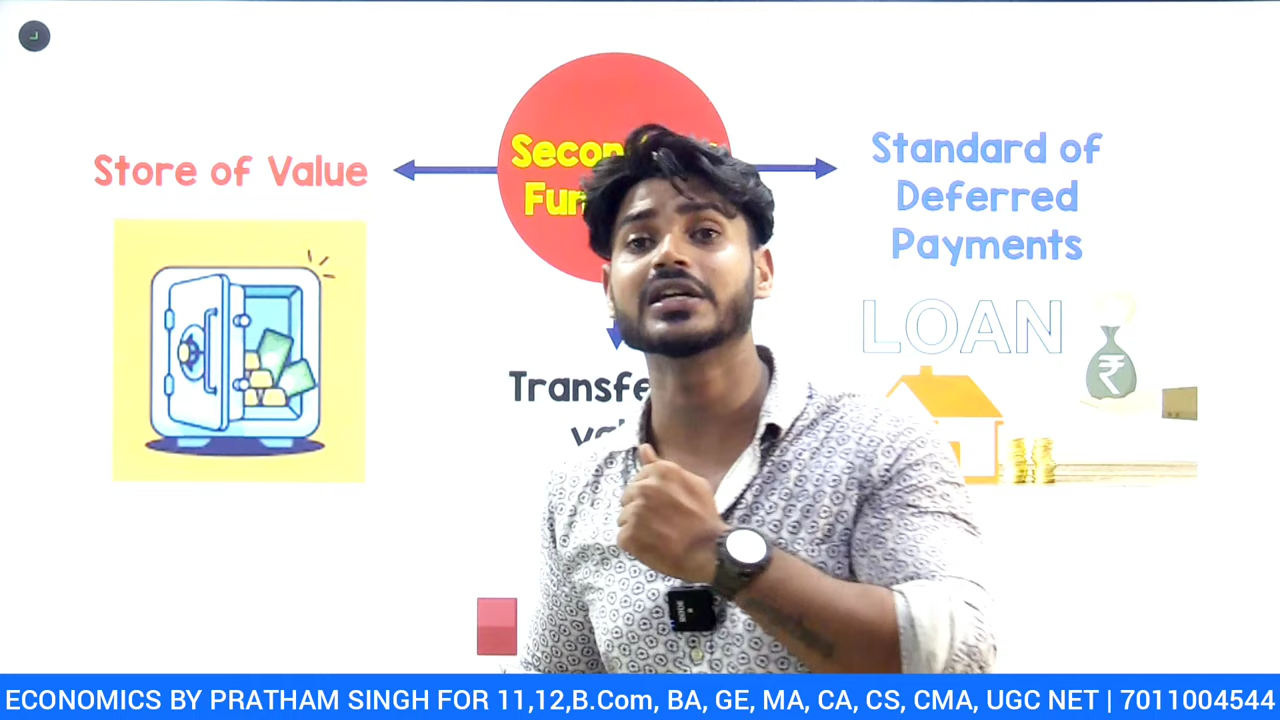 Store of Value
Standard of
Deferred
Payments
LOAN
₹
ECONOMICS BY PRATHAM SINGH FOR 11,12,B.Com, BA, GE, MA, CA, CS, CMA, UGC NET | 7011004544